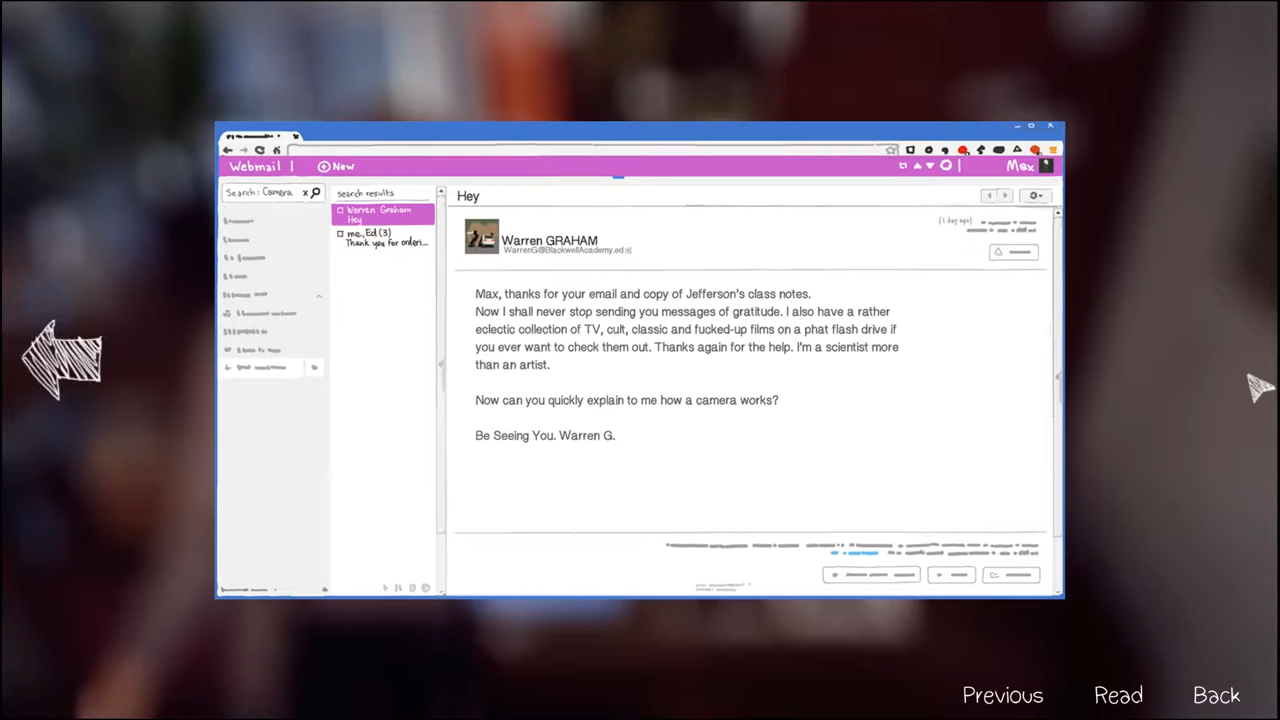 Webmail |
New
Max
Search: Camera x
search results
Hey
Warren Graham
Hey
me., Ed (3)
Thank you for orderi...
Warren GRAHAM
WarrenG@BlackwellAcademy.ed
[1 day ago]
Max, thanks for your email and copy of Jefferson's class notes.
Now I shall never stop sending you messages of gratitude. I also have a rather
eclectic collection of TV, cult, classic and fucked-up films on a phat flash drive if
you ever want to check them out. Thanks again for the help. I'm a scientist more
than an artist.
Now can you quickly explain to me how a camera works?
Be Seeing You. Warren G.
Previous
Read
Back